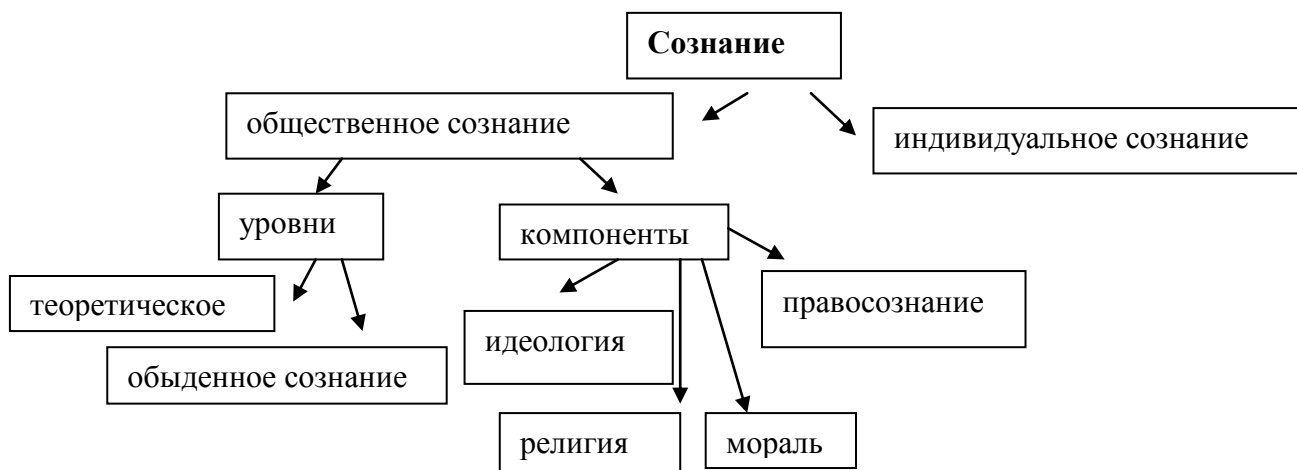 Сознание
общественное сознание
индивидуальное сознание
уровни
компоненты
теоретическое
правосознание
идеология
обыденное сознание
религия
мораль